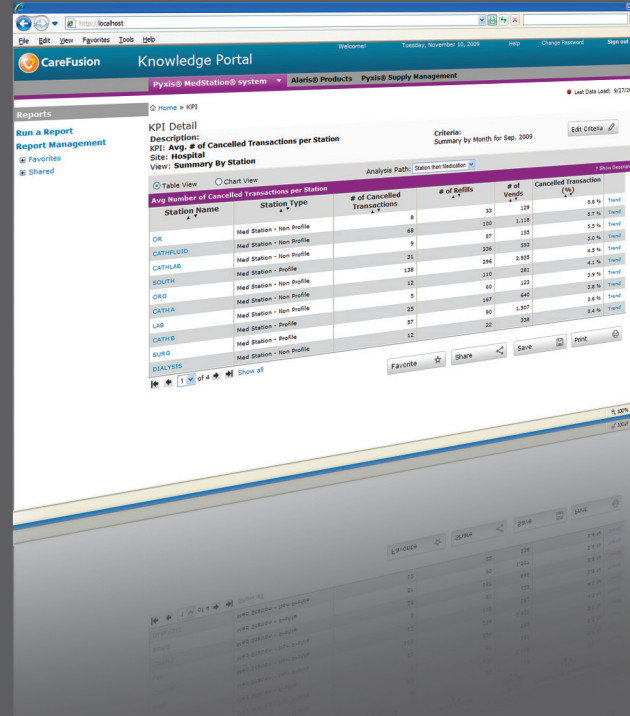 http://localhost
File Edit View Favorites Tools Help
CareFusion Knowledge Portal
Welcome! Tuesday, November 10, 2009 Help Change Password Sign out
Pyxis® MedStation® system Alaris® Products Pyxis® Supply Management
Last Data Load: 9/27/20
Reports
Run a Report
Report Management
Favorites
Shared
Home > KPI
KPI Detail
Description:
KPI: Avg. # of Cancelled Transactions per Station
Site: Hospital
View: Summary By Station
Criteria:
Summary by Month for Sep. 2009
Edit Criteria
Table View Chart View Analysis Path: Station than Medication
Avg Number of Cancelled Transactions per Station
Station Name Station Type # of Cancelled Transactions # of Refills # of Vends Cancelled Transaction (%)
OR Med Station - Non Profile 8 33 129 5.8 % Trend
CATHFLUID Med Station - Non Profile 68 100 1,118 5.7 % Trend
CATHLAB Med Station - Non Profile 9 87 155 5.5 % Trend
SOUTH Med Station - Profile 31 336 593 5.0 % Trend
ORG Med Station - Non Profile 138 296 2,935 4.5 % Trend
CATH A Med Station - Non Profile 12 110 281 4.1 % Trend
LAB Med Station - Non Profile 5 60 123 3.9 % Trend
CATH B Med Station - Profile 25 167 640 3.8 % Trend
SURG Med Station - Profile 57 90 1,507 3.6 % Trend
DIALYSIS Med Station - Non Profile 12 22 338 3.4 % Trend
1 of 4 Show all
Favorite Share Save Print
100%